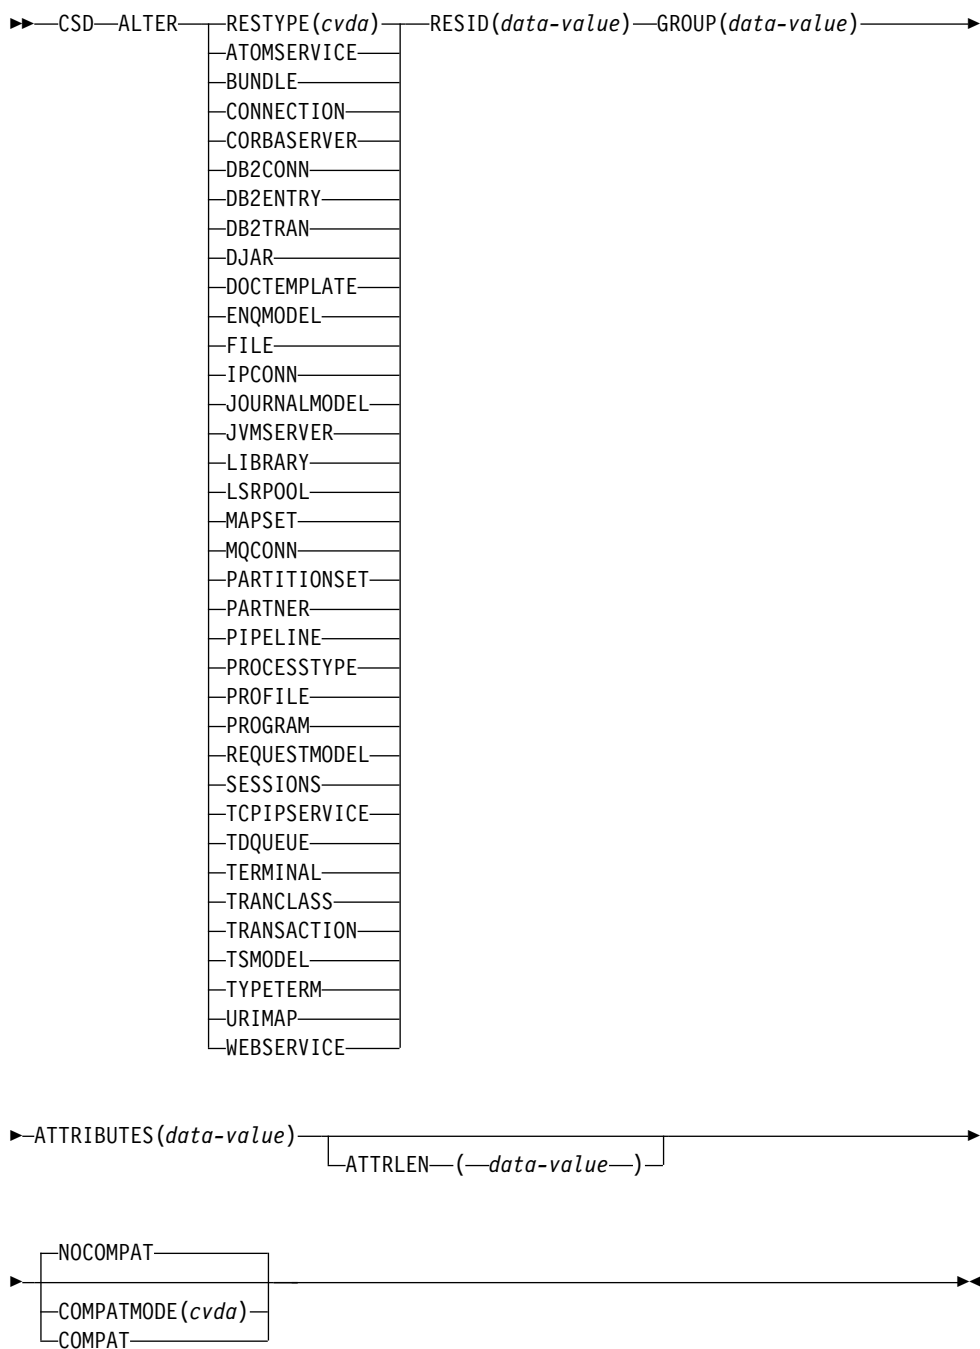 CSD ALTER RESTYPE(cvda) RESID(data-value) GROUP(data-value)
ATOMSERVICE
BUNDLE
CONNECTION
CORBASERVER
DB2CONN
DB2ENTRY
DB2TRAN
DJAR
DOCTEMPLATE
ENQMODEL
FILE
IPCONN
JOURNALMODEL
JVMSERVER
LIBRARY
LSRPOOL
MAPSET
MQCONN
PARTITIONSET
PARTNER
PIPELINE
PROCESSTYPE
PROFILE
PROGRAM
REQUESTMODEL
SESSIONS
TCPIPSERVICE
TDQUEUE
TERMINAL
TRANCLASS
TRANSACTION
TSMODEL
TYPETERM
URIMAP
WEBSERVICE
ATTRIBUTES(data-value)
ATTRLEN (data-value)
NOCOMPAT
COMPATMODE(cvda)
COMPAT